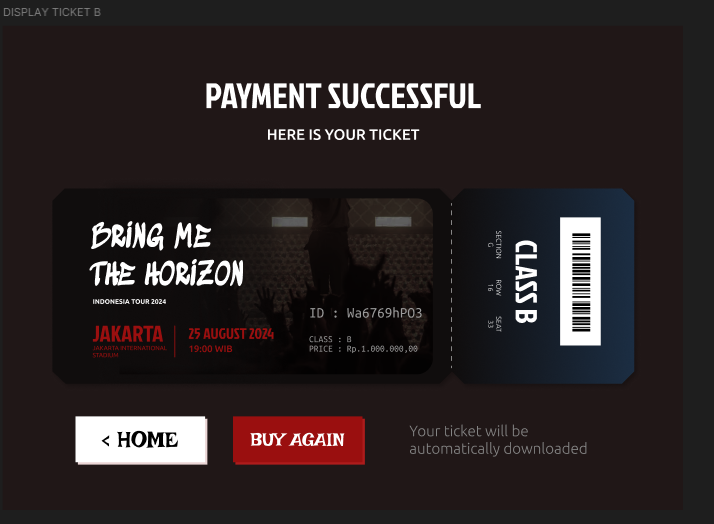 DISPLAY TICKET B
PAYMENT SUCCESSFUL
HERE IS YOUR TICKET
BRiNG ME
THE HORiZON
INDONESIA TOUR 2024
JAKARTA
JAKARTA INTERNATIONAL
STADIUM
25 AUGUST 2024
19:00 WIB
ID : Wa6769hPO3
CLASS : B
PRICE : Rp.1.000.000,00
CLASS B
SECTION
G
ROW
16
SEAT
33
< HOME
BUY AGAIN
Your ticket will be
automatically downloaded